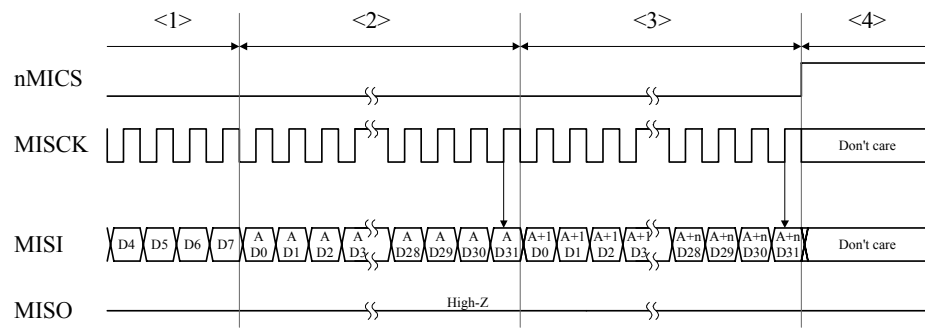 <1> <2> <3> <4>
nMICS
MISCK Don't care
MISI D4 D5 D6 D7 A D0 A D1 A D2 A D3 A D28 A D29 A D30 A D31 A+1 D0 A+1 D1 A+1 D2 A+1 D3 A+n D28 A+n D29 A+n D30 A+n D31 Don't care
MISO High-Z